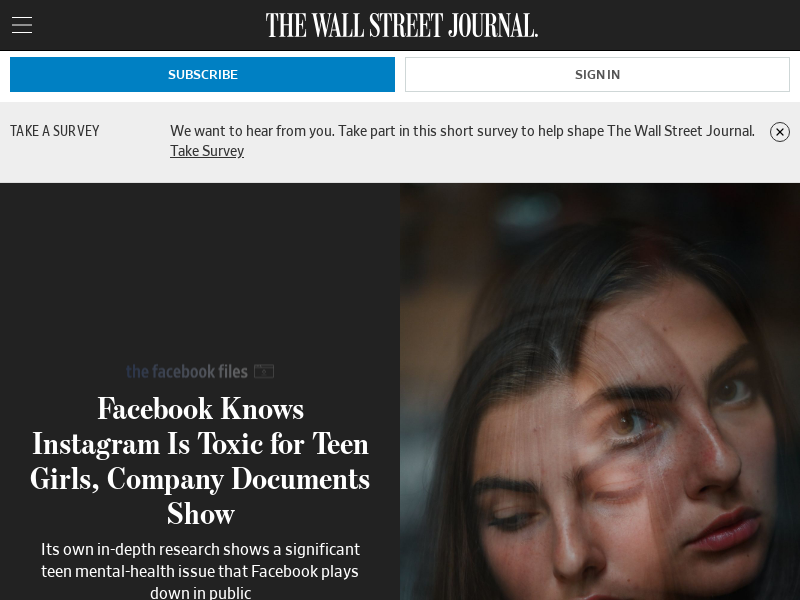 THE WALL STREET JOURNAL.
SUBSCRIBE
SIGN IN
TAKE A SURVEY
We want to hear from you. Take part in this short survey to help shape The Wall Street Journal.
Take Survey
the facebook files
Facebook Knows
Instagram Is Toxic for Teen
Girls, Company Documents
Show
Its own in-depth research shows a significant
teen mental-health issue that Facebook plays
down in public